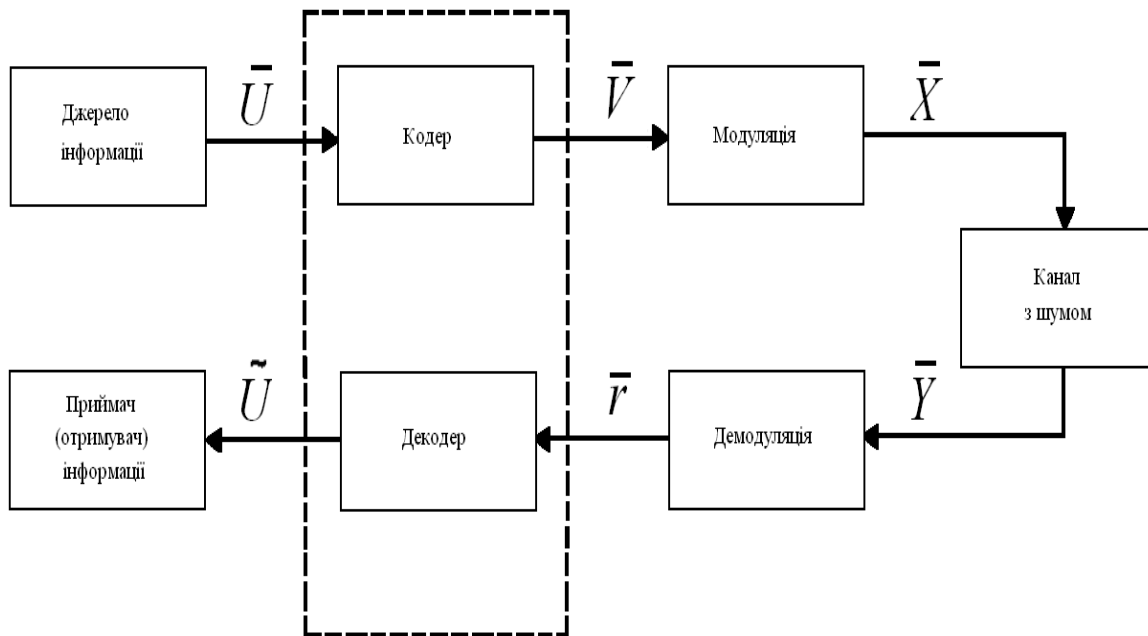 Джерело
інформації
Ū
Кодер
V̄
Модуляція
X̄
Канал
з шумом
Приймач
(отримувач)
інформації
Ũ
Декодер
r̄
Демодуляція
Ȳ